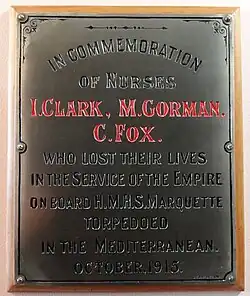 IN COMMEMORATION
OF NURSES
I. CLARK, M. GORMAN.
C. FOX.
WHO LOST THEIR LIVES
IN THE SERVICE OF THE EMPIRE
ON BOARD H.M.H.S. MARQUETTE
TORPEDOED
IN THE MEDITERRANEAN.
OCTOBER. 1915.